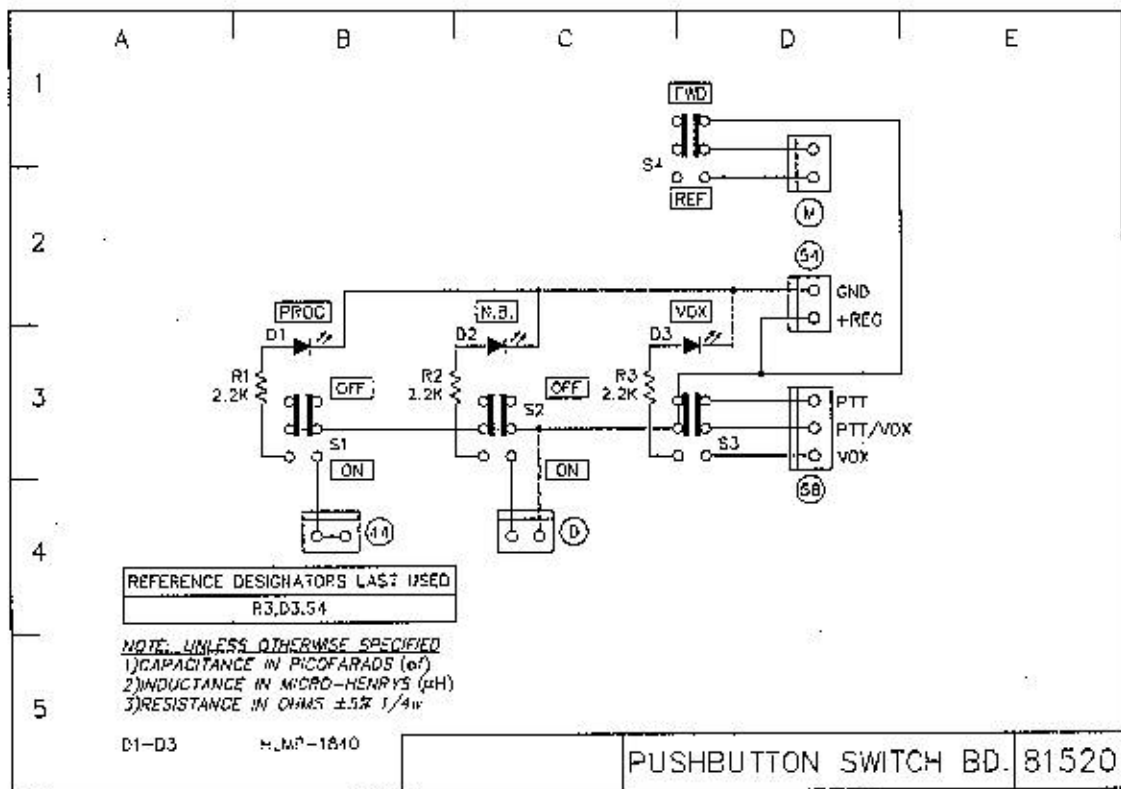 A B C D E
1
FWD
S4
REF
M
2
54
GND
+REG
PROC
N.B.
VOX
D1
D2
D3
3
R1
2.2K
R2
2.2K
R3
2.2K
OFF
OFF
S2
S1
S3
PTT
PTT/VOX
VOX
ON
ON
58
4
44
REFERENCE DESIGNATORS LAST USED
R3,D3,S4
NOTE: UNLESS OTHERWISE SPECIFIED
1)CAPACITANCE IN PICOFARADS (pf)
2)INDUCTANCE IN MICRO-HENRYS (μH)
3)RESISTANCE IN OHMS ±5% 1/4w
5
D1-D3 HLMP-1840
PUSHBUTTON SWITCH BD. 81520